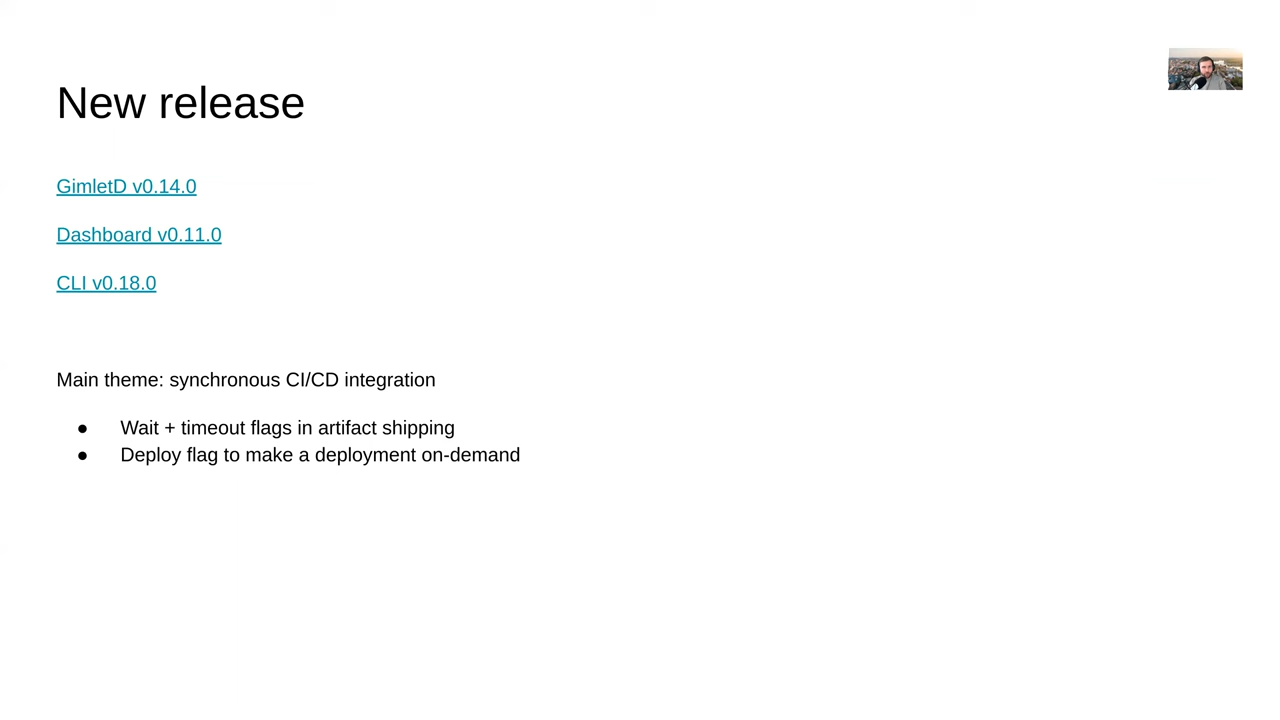 New release
GimletD v0.14.0
Dashboard v0.11.0
CLI v0.18.0
Main theme: synchronous CI/CD integration
● Wait + timeout flags in artifact shipping
● Deploy flag to make a deployment on-demand